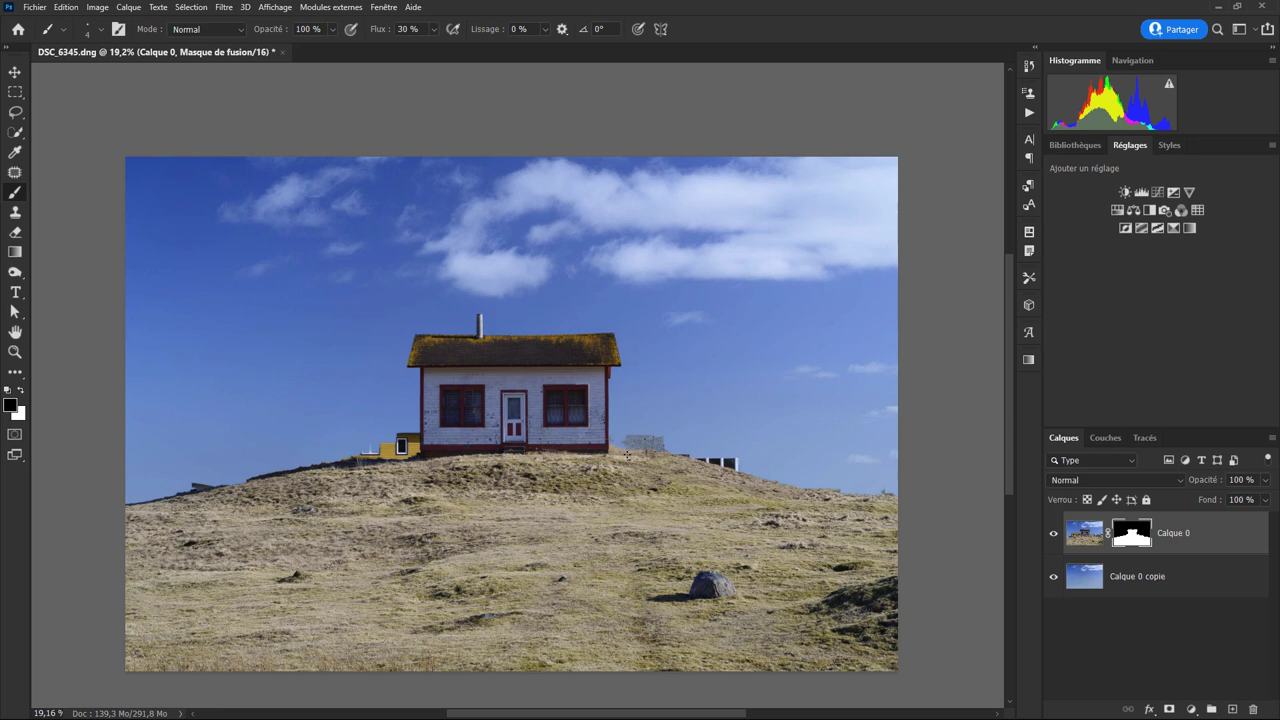 Ps Fichier Edition Image Calque Texte Sélection Filtre 3D Affichage Modules externes Fenêtre Aide
4 Mode : Normal Opacité : 100 % Flux : 30 % Lissage : 0 % 0° Partager
DSC_6345.dng @ 19,2% (Calque 0, Masque de fusion/16) * ×
Histogramme Navigation
Bibliothèques Réglages Styles
Ajouter un réglage
Calques Couches Tracés
Type
Normal Opacité : 100 %
Verrou : Fond : 100 %
Calque 0
Calque 0 copie
19,16 % Doc : 139,3 Mo/291,8 Mo